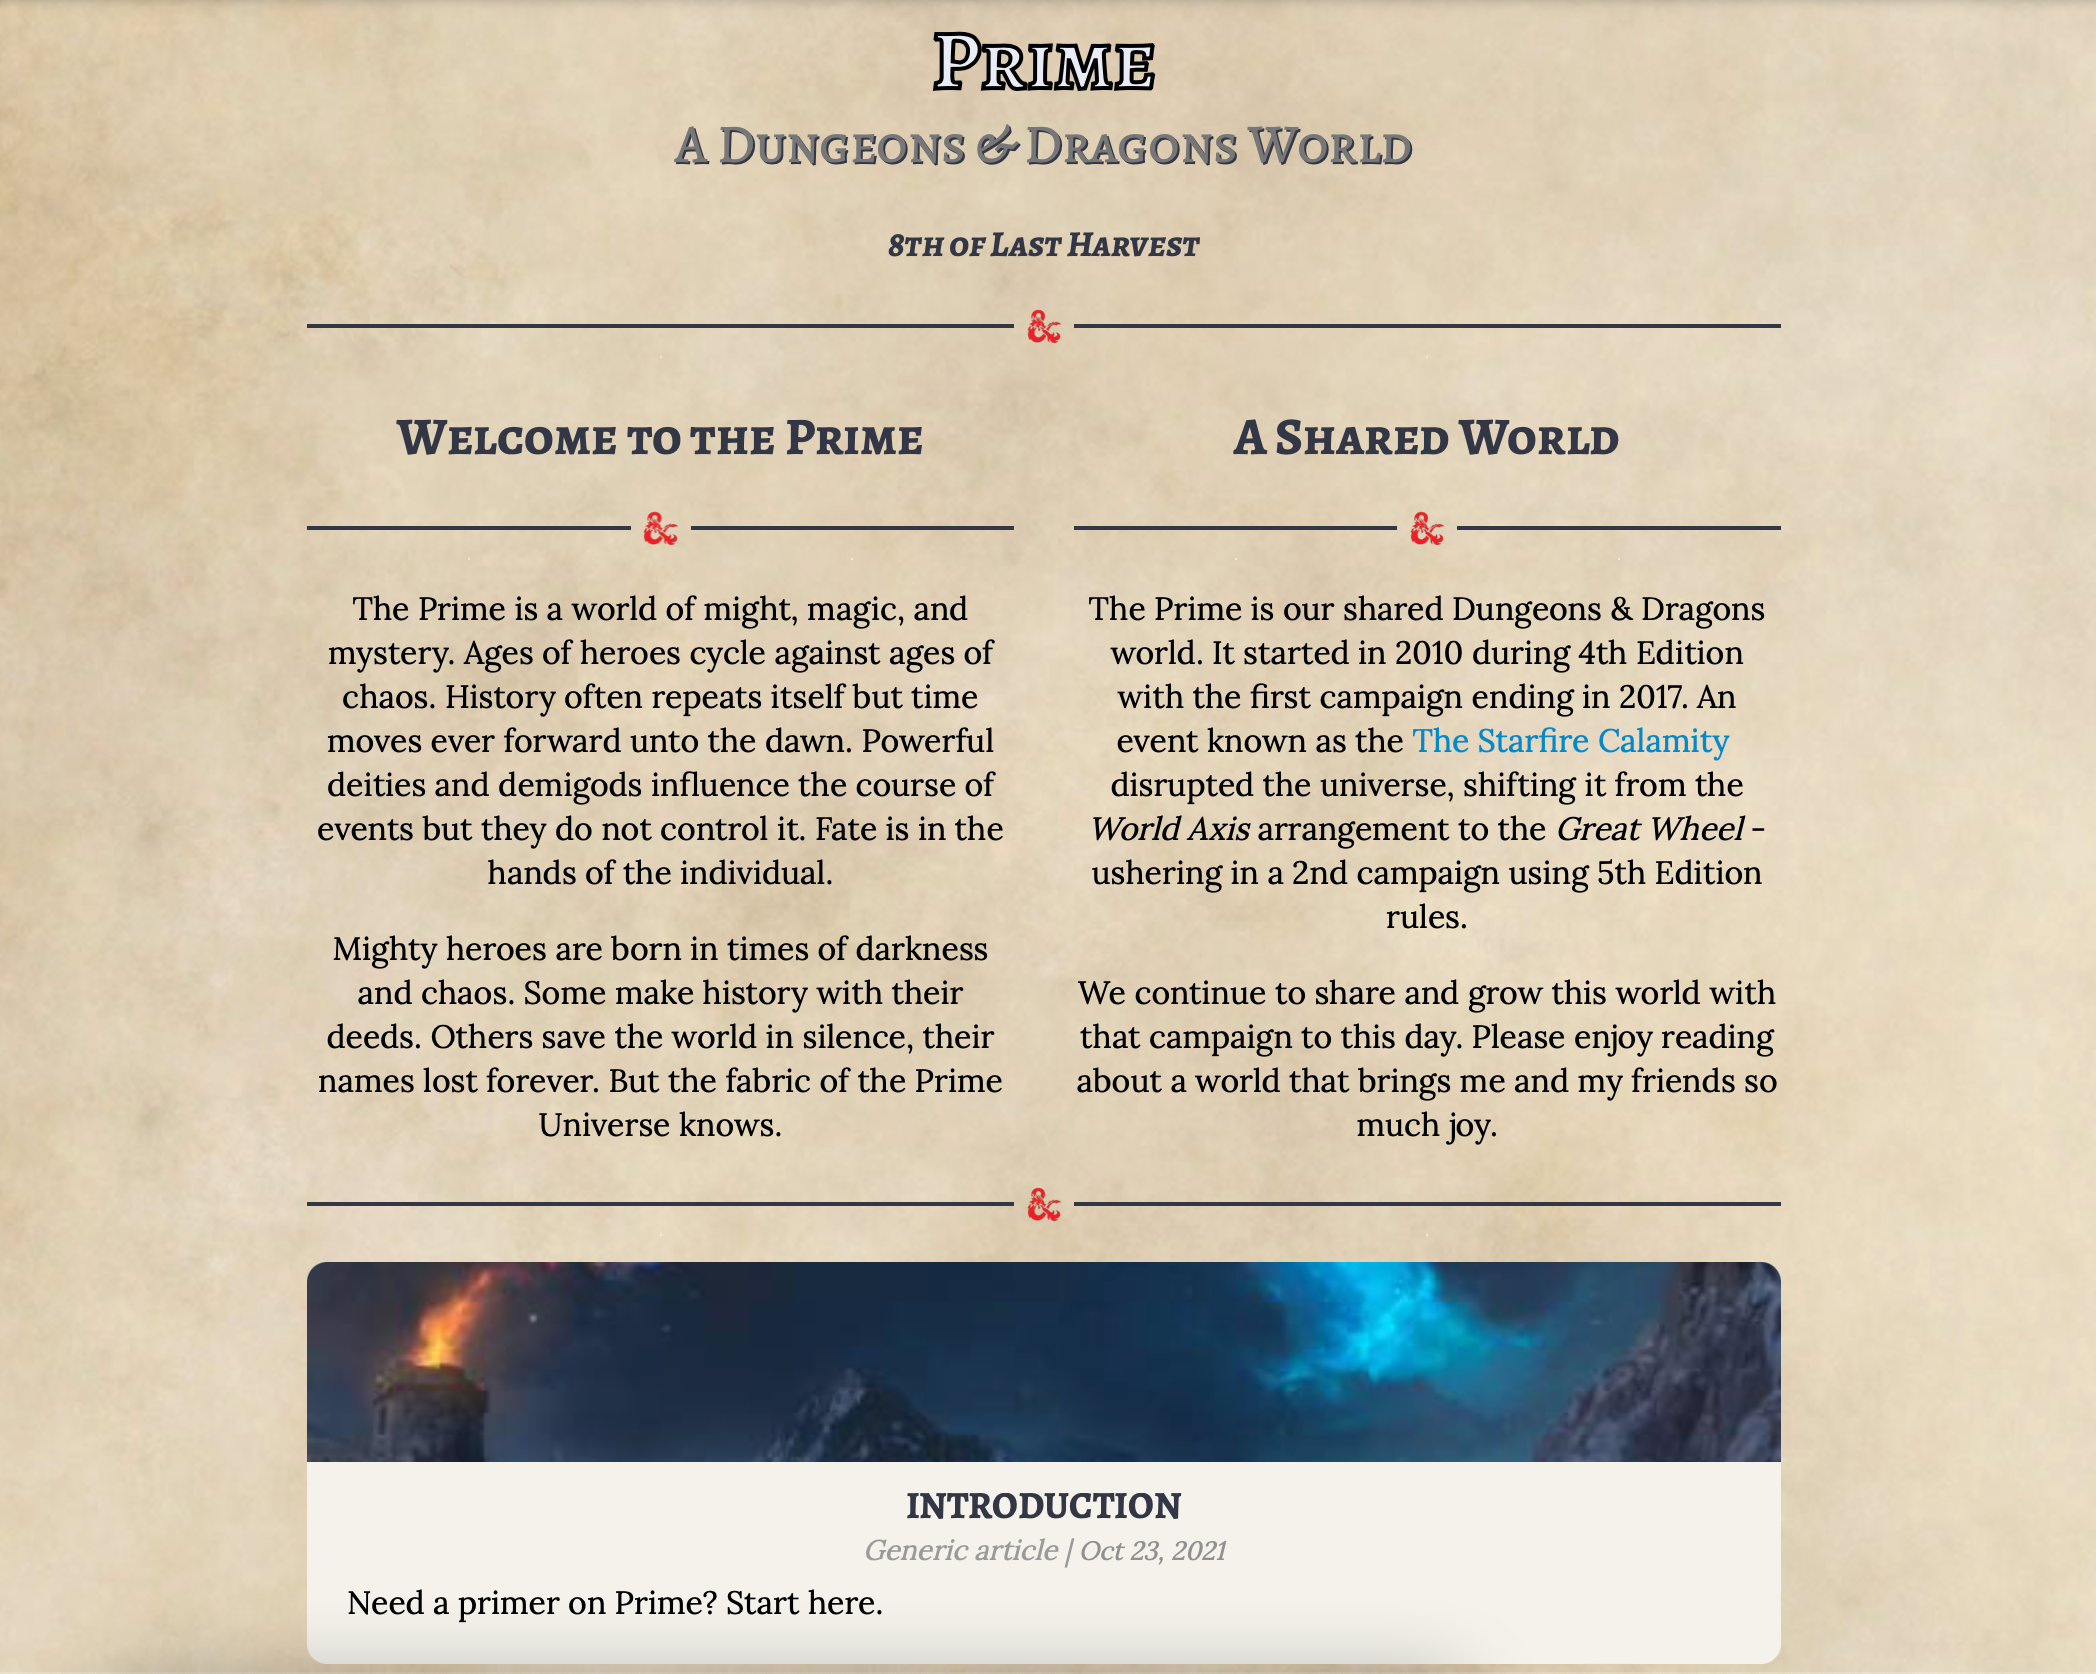 Prime
A Dungeons & Dragons World
8th of Last Harvest
&
Welcome to the Prime
&
The Prime is a world of might, magic, and
mystery. Ages of heroes cycle against ages of
chaos. History often repeats itself but time
moves ever forward unto the dawn. Powerful
deities and demigods influence the course of
events but they do not control it. Fate is in the
hands of the individual.
Mighty heroes are born in times of darkness
and chaos. Some make history with their
deeds. Others save the world in silence, their
names lost forever. But the fabric of the Prime
Universe knows.
A Shared World
&
The Prime is our shared Dungeons & Dragons
world. It started in 2010 during 4th Edition
with the first campaign ending in 2017. An
event known as the The Starfire Calamity
disrupted the universe, shifting it from the
World Axis arrangement to the Great Wheel -
ushering in a 2nd campaign using 5th Edition
rules.
We continue to share and grow this world with
that campaign to this day. Please enjoy reading
about a world that brings me and my friends so
much joy.
&
INTRODUCTION
Generic article | Oct 23, 2021
Need a primer on Prime? Start here.